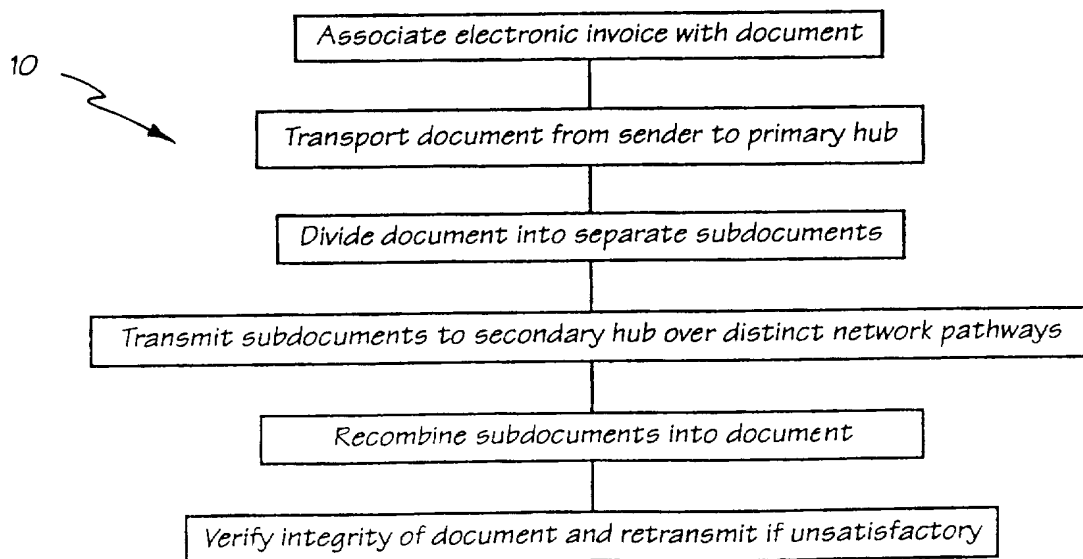 Associate electronic invoice with document
10
Transport document from sender to primary hub
Divide document into separate subdocuments
Transmit subdocuments to secondary hub over distinct network pathways
Recombine subdocuments into document
Verify integrity of document and retransmit if unsatisfactory